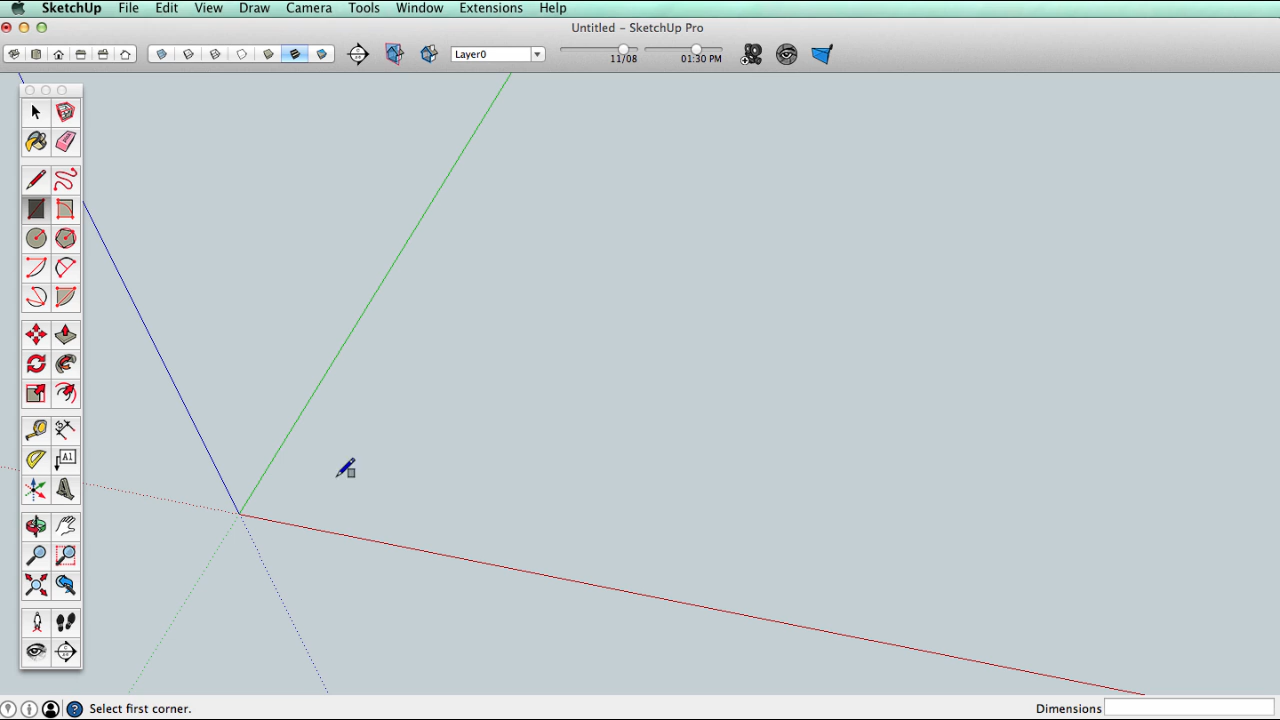 SketchUp File Edit View Draw Camera Tools Window Extensions Help
Untitled – SketchUp Pro
Layer0
11/08 01:30 PM
A1
Select first corner.
Dimensions